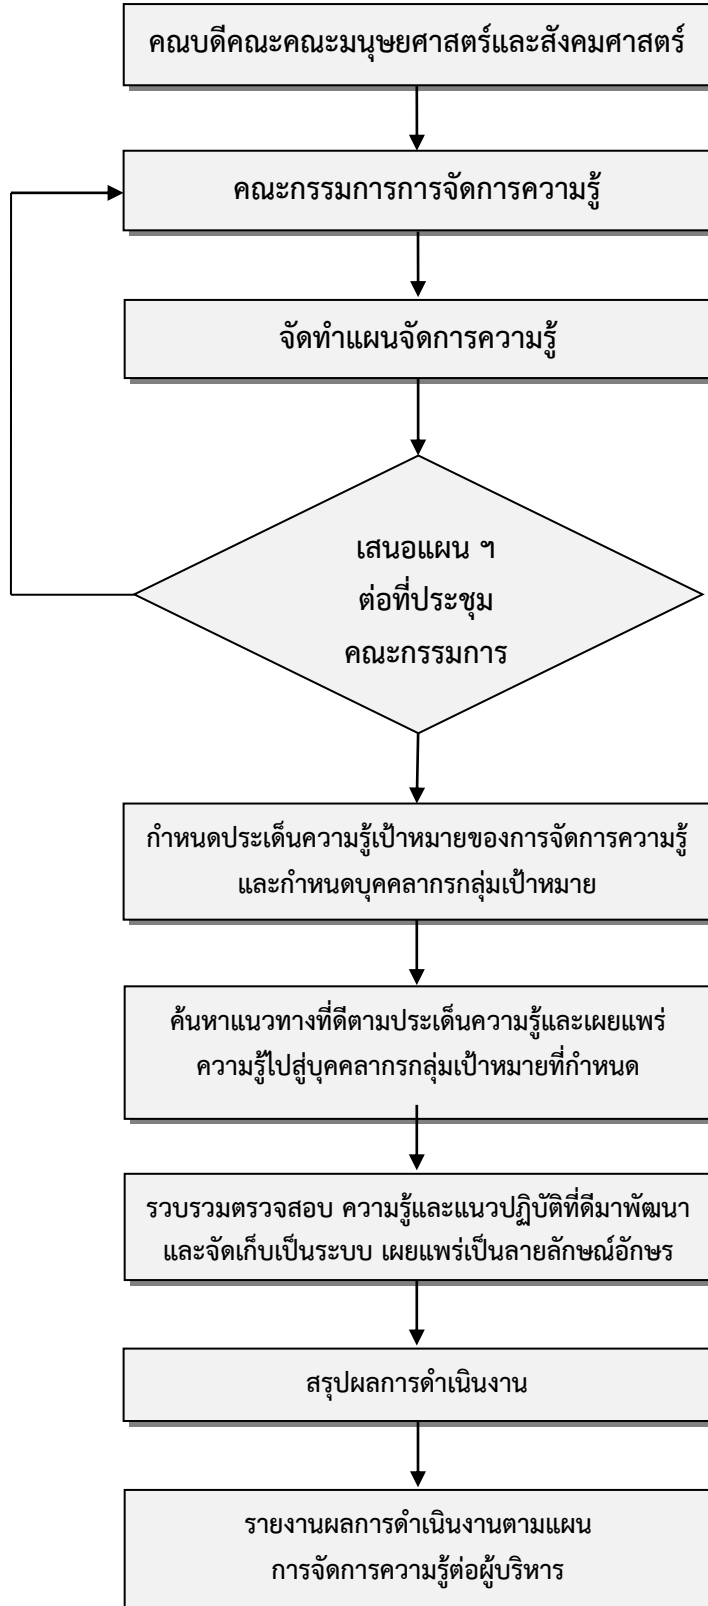 คณบดีคณะคณะมนุษยศาสตร์และสังคมศาสตร์
คณะกรรมการการจัดการความรู้
จัดทำแผนจัดการความรู้
เสนอแผน ฯ
ต่อที่ประชุม
คณะกรรมการ
กำหนดประเด็นความรู้เป้าหมายของการจัดการความรู้
และกำหนดบุคคลากรกลุ่มเป้าหมาย
ค้นหาแนวทางที่ดีตามประเด็นความรู้และเผยแพร่
ความรู้ไปสู่บุคคลากรกลุ่มเป้าหมายที่กำหนด
รวบรวมตรวจสอบ ความรู้และแนวปฏิบัติที่ดีมาพัฒนา
และจัดเก็บเป็นระบบ เผยแพร่เป็นลายลักษณ์อักษร
สรุปผลการดำเนินงาน
รายงานผลการดำเนินงานตามแผน
การจัดการความรู้ต่อผู้บริหาร